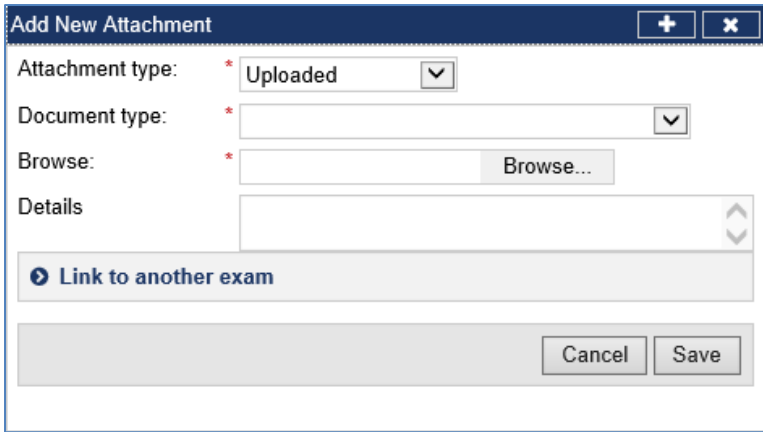 Add New Attachment
Attachment type: * Uploaded
Document type: *
Browse: * Browse...
Details
Link to another exam
Cancel Save